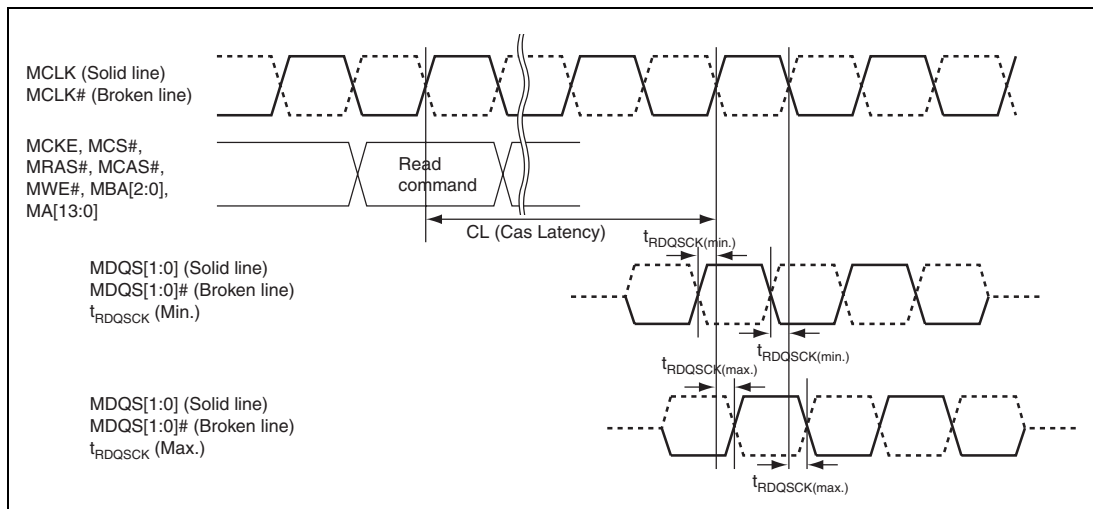 MCLK (Solid line)
MCLK# (Broken line)
MCKE, MCS#,
MRAS#, MCAS#,
MWE#, MBA[2:0],
MA[13:0]
Read
command
CL (Cas Latency)
tRDQSCK(min.)
MDQS[1:0] (Solid line)
MDQS[1:0]# (Broken line)
tRDQSCK (Min.)
tRDQSCK(min.)
tRDQSCK(max.)
MDQS[1:0] (Solid line)
MDQS[1:0]# (Broken line)
tRDQSCK (Max.)
tRDQSCK(max.)